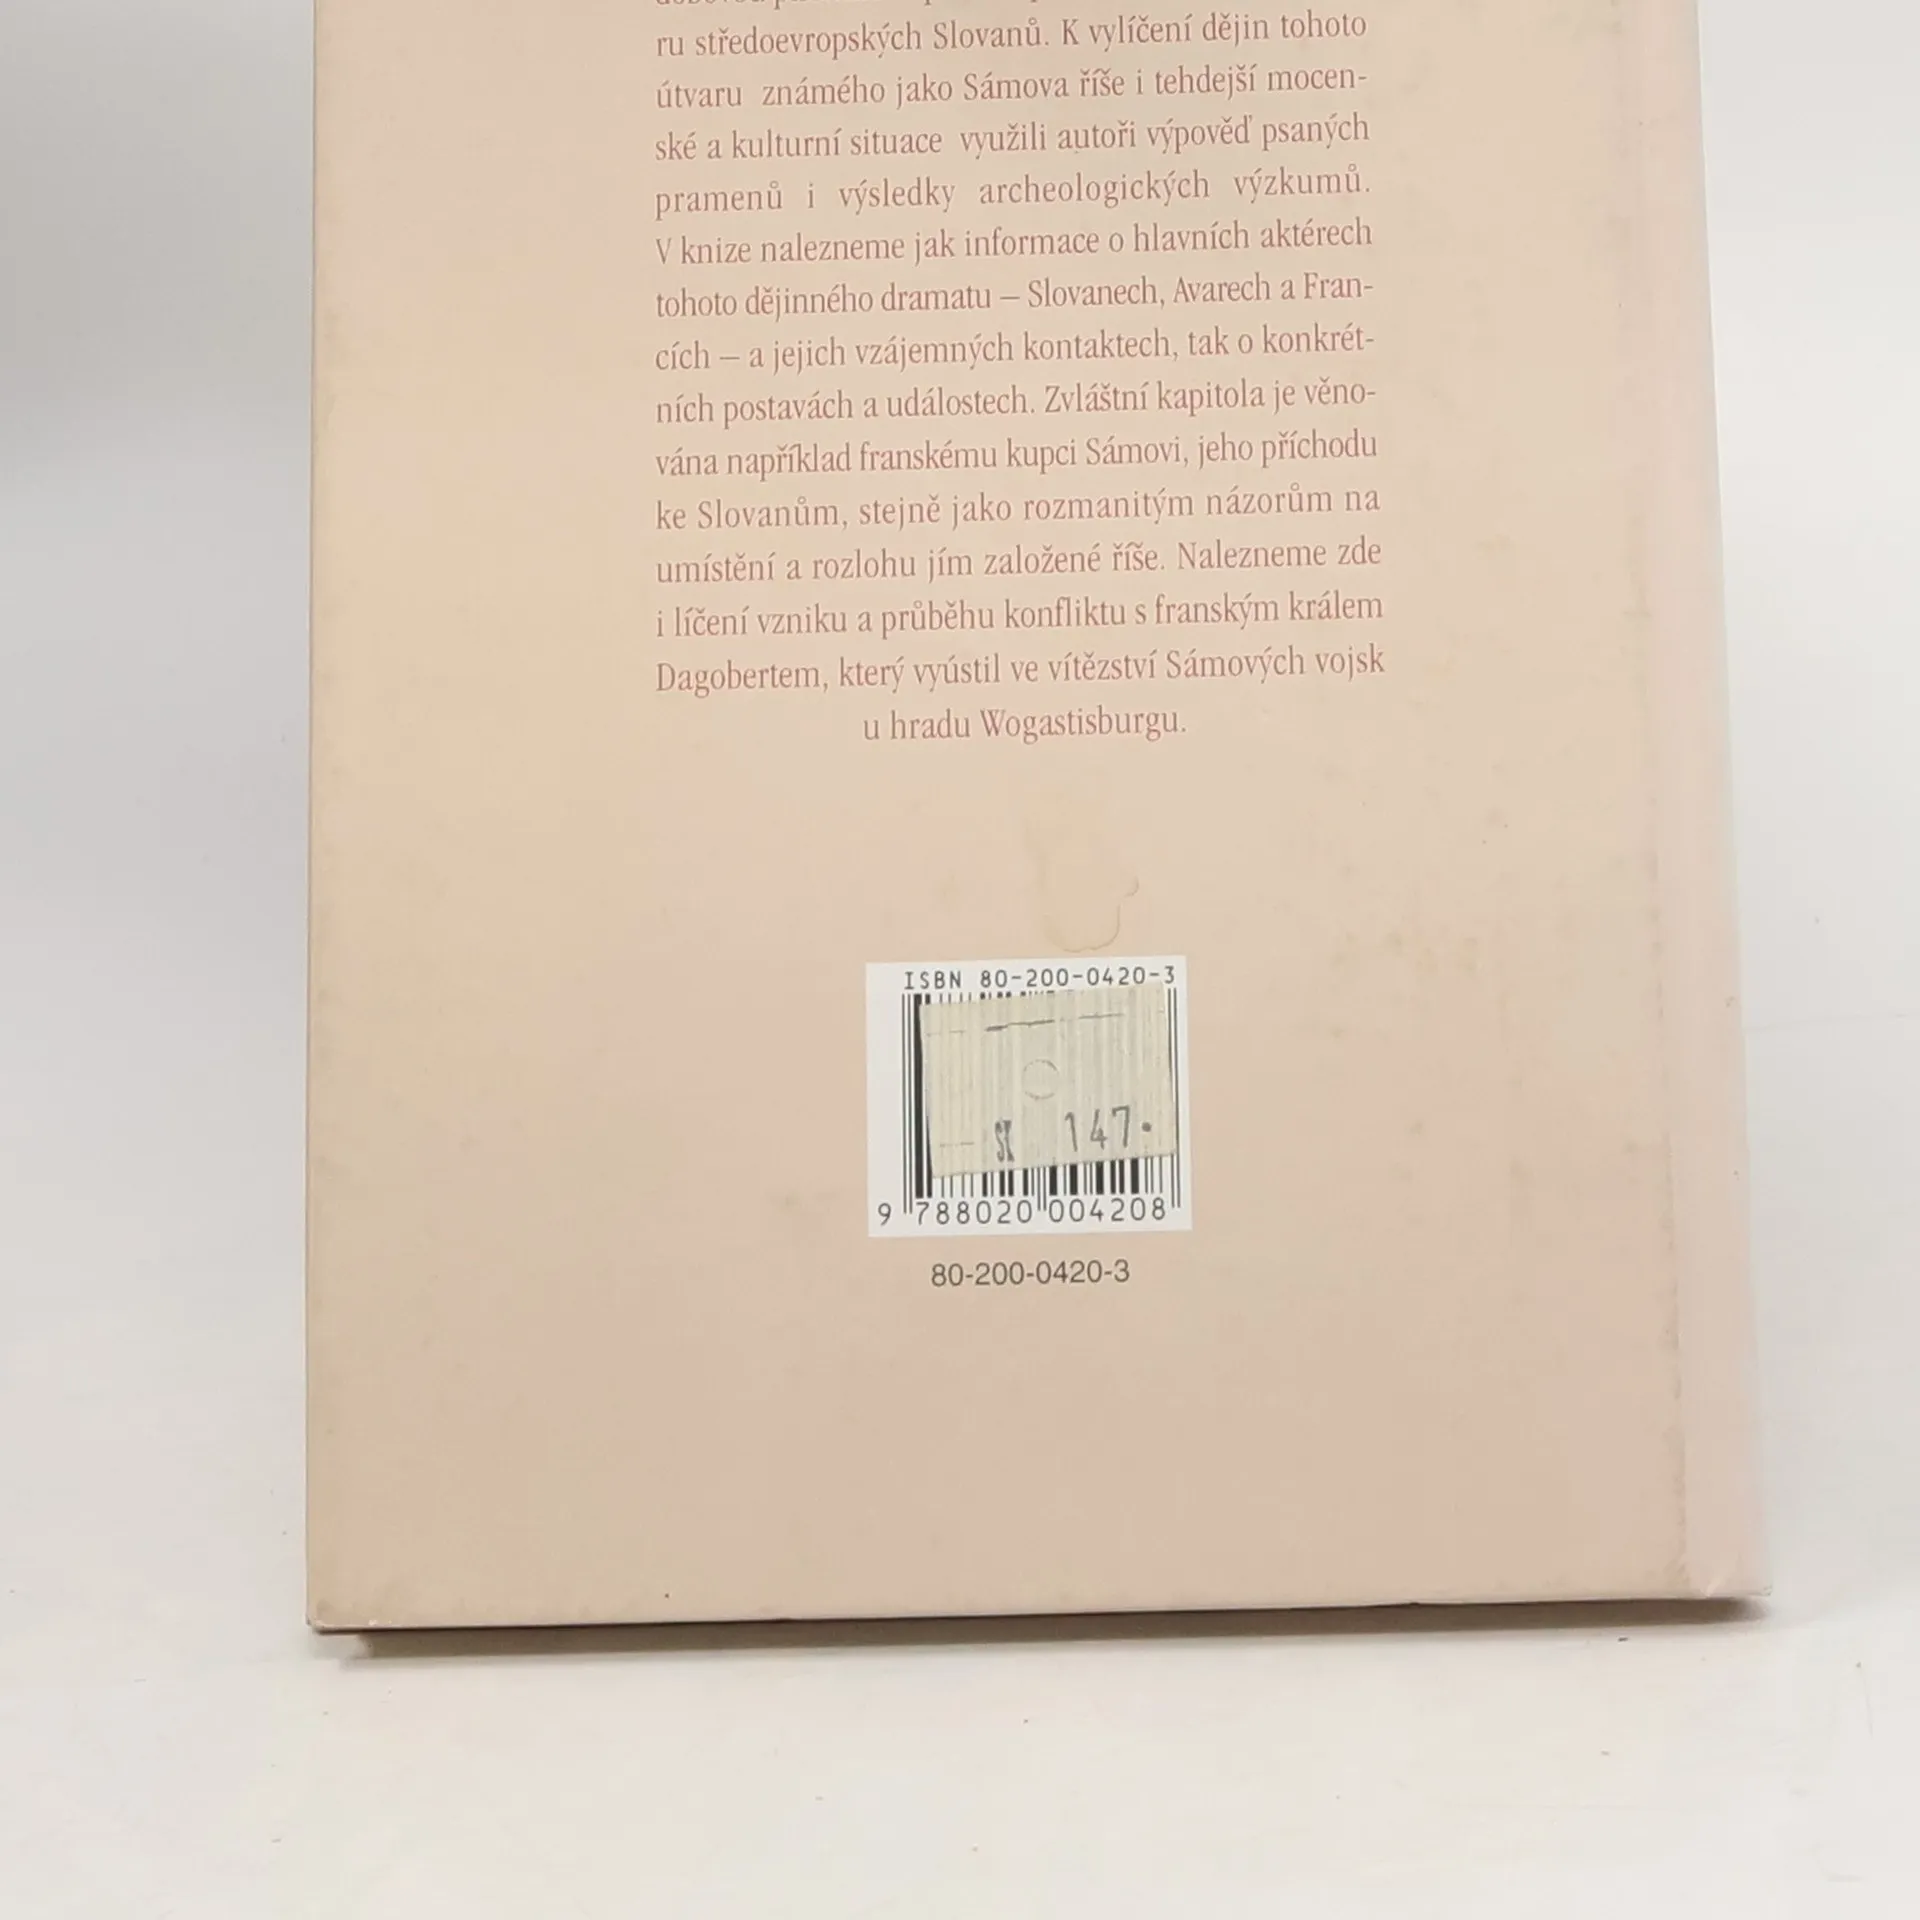 ru středoevropských Slovanů. K vylíčení dějin tohoto
útvaru známého jako Sámova říše i tehdejší mocen-
ské a kulturní situace využili autoři výpověď psaných
pramenů i výsledky archeologických výzkumů.
V knize nalezneme jak informace o hlavních aktérech
tohoto dějinného dramatu – Slovanech, Avarech a Fran-
cích – a jejich vzájemných kontaktech, tak o konkrét-
ních postavách a událostech. Zvláštní kapitola je věno-
vána například franskému kupci Sámovi, jeho příchodu
ke Slovanům, stejně jako rozmanitým názorům na
umístění a rozlohu jím založené říše. Nalezneme zde
i líčení vzniku a průběhu konfliktu s franským králem
Dagobertem, který vyústil ve vítězství Sámových vojsk
u hradu Wogastisburgu.
ISBN 80-200-0420-3
SK 147.
9 788020 004208
80-200-0420-3